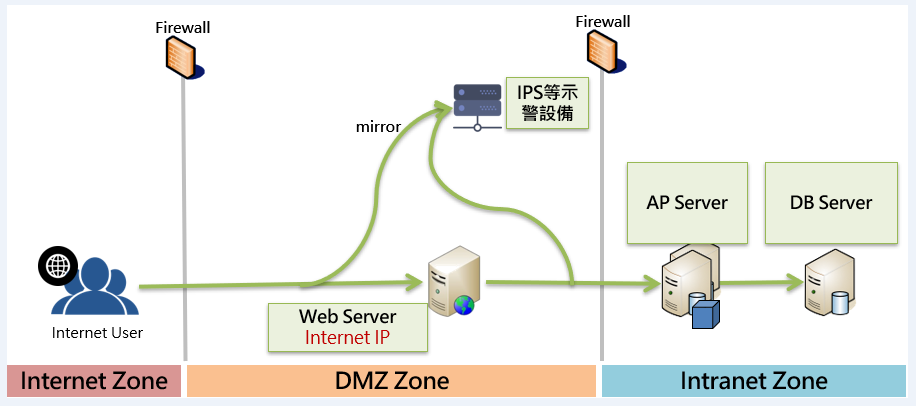 Firewall
Firewall
IPS等示
警設備
mirror
AP Server
DB Server
Internet User
Web Server
Internet IP
Internet Zone
DMZ Zone
Intranet Zone